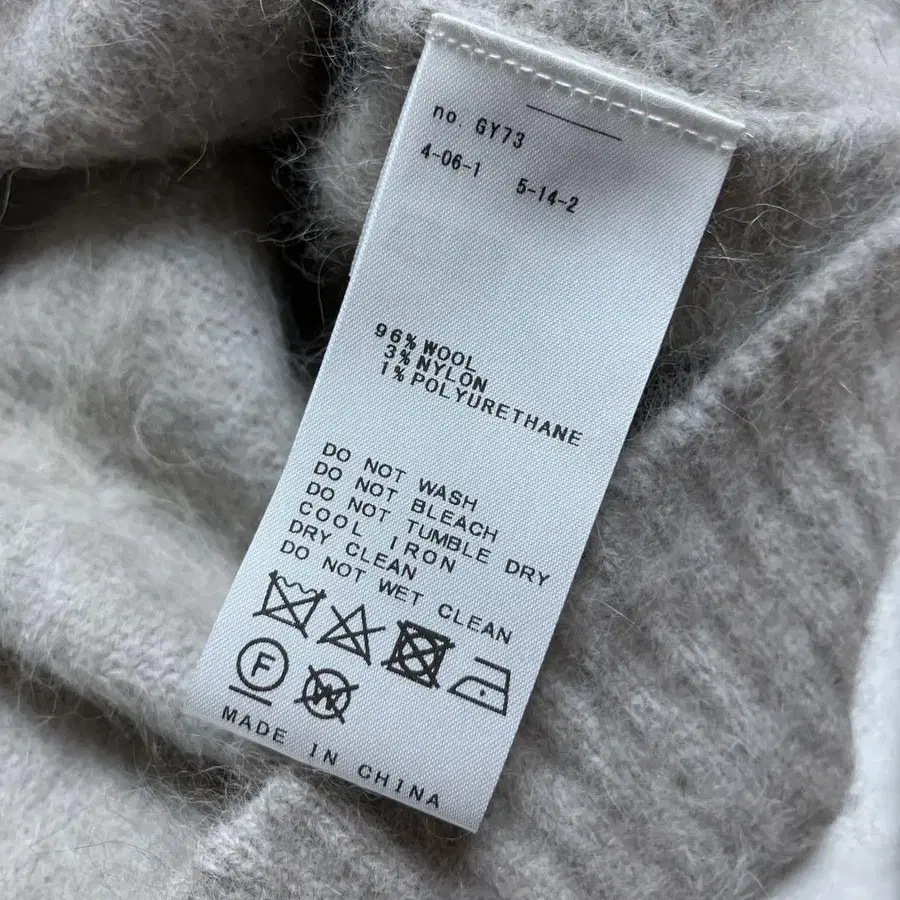 no. GY73
4-06-1 5-14-2
96% WOOL
3% NYLON
1% POLYURETHANE
DO NOT WASH
DO NOT BLEACH
DO NOT TUMBLE DRY
COOL IRON
DRY CLEAN
DO NOT WET CLEAN
F W
MADE IN CHINA